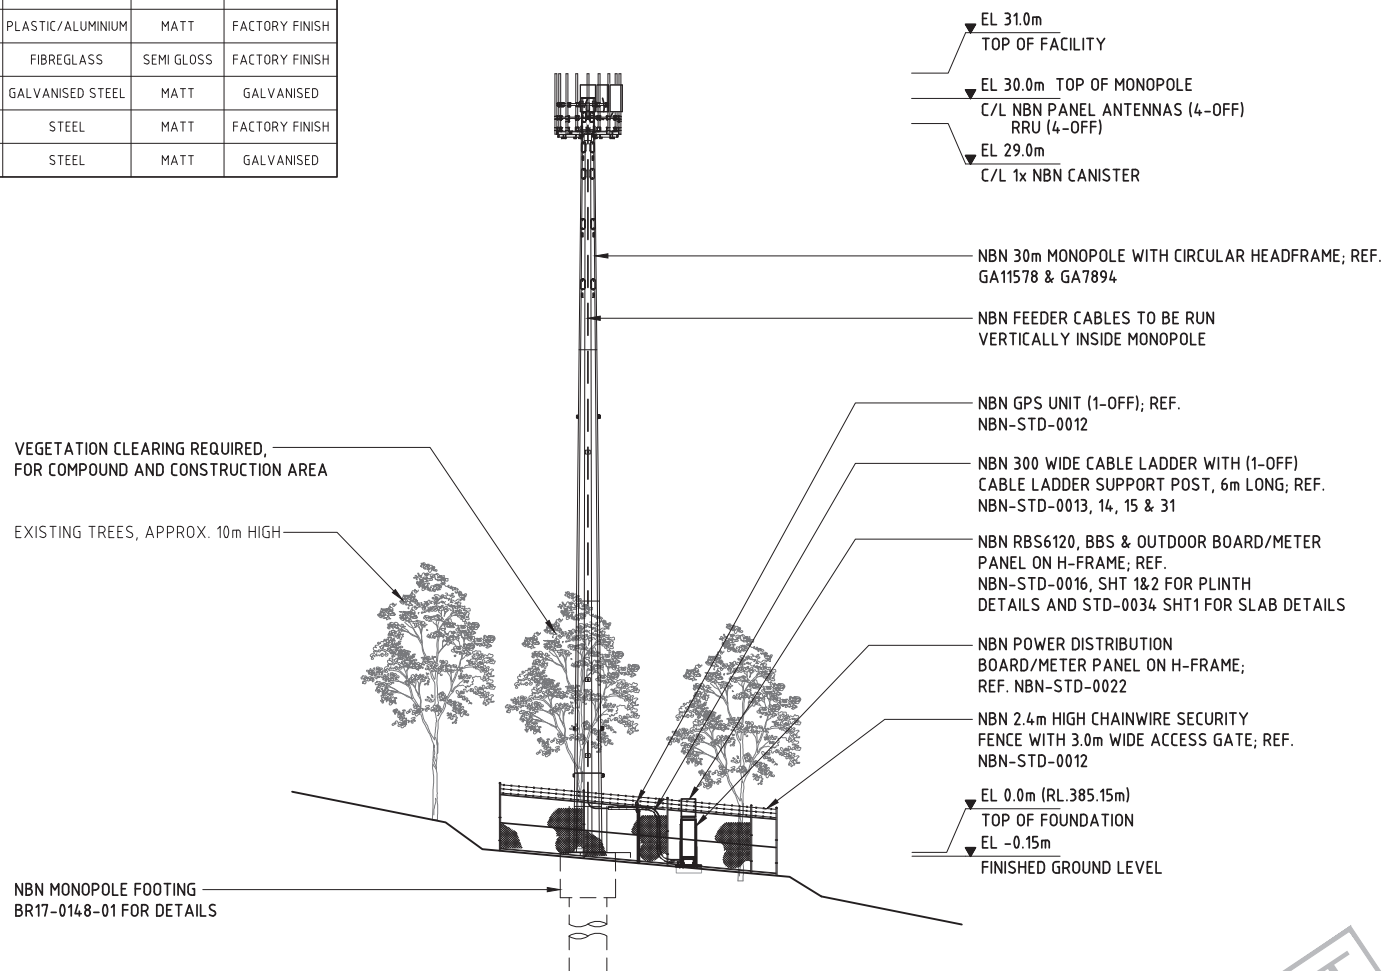 PLASTIC/ALUMINIUM MATT FACTORY FINISH
FIBREGLASS SEMI GLOSS FACTORY FINISH
GALVANISED STEEL MATT GALVANISED
STEEL MATT FACTORY FINISH
STEEL MATT GALVANISED
EL 31.0m
TOP OF FACILITY
EL 30.0m TOP OF MONOPOLE
C/L NBN PANEL ANTENNAS (4-OFF)
RRU (4-OFF)
EL 29.0m
C/L 1x NBN CANISTER
NBN 30m MONOPOLE WITH CIRCULAR HEADFRAME; REF.
GA11578 & GA7894
NBN FEEDER CABLES TO BE RUN
VERTICALLY INSIDE MONOPOLE
NBN GPS UNIT (1-OFF); REF.
NBN-STD-0012
NBN 300 WIDE CABLE LADDER WITH (1-OFF)
CABLE LADDER SUPPORT POST, 6m LONG; REF.
NBN-STD-0013, 14, 15 & 31
NBN RBS6120, BBS & OUTDOOR BOARD/METER
PANEL ON H-FRAME; REF.
NBN-STD-0016, SHT 1&2 FOR PLINTH
DETAILS AND STD-0034 SHT1 FOR SLAB DETAILS
NBN POWER DISTRIBUTION
BOARD/METER PANEL ON H-FRAME;
REF. NBN-STD-0022
NBN 2.4m HIGH CHAINWIRE SECURITY
FENCE WITH 3.0m WIDE ACCESS GATE; REF.
NBN-STD-0012
EL 0.0m (RL.385.15m)
TOP OF FOUNDATION
EL -0.15m
FINISHED GROUND LEVEL
VEGETATION CLEARING REQUIRED,
FOR COMPOUND AND CONSTRUCTION AREA
EXISTING TREES, APPROX. 10m HIGH
NBN MONOPOLE FOOTING
BR17-0148-01 FOR DETAILS